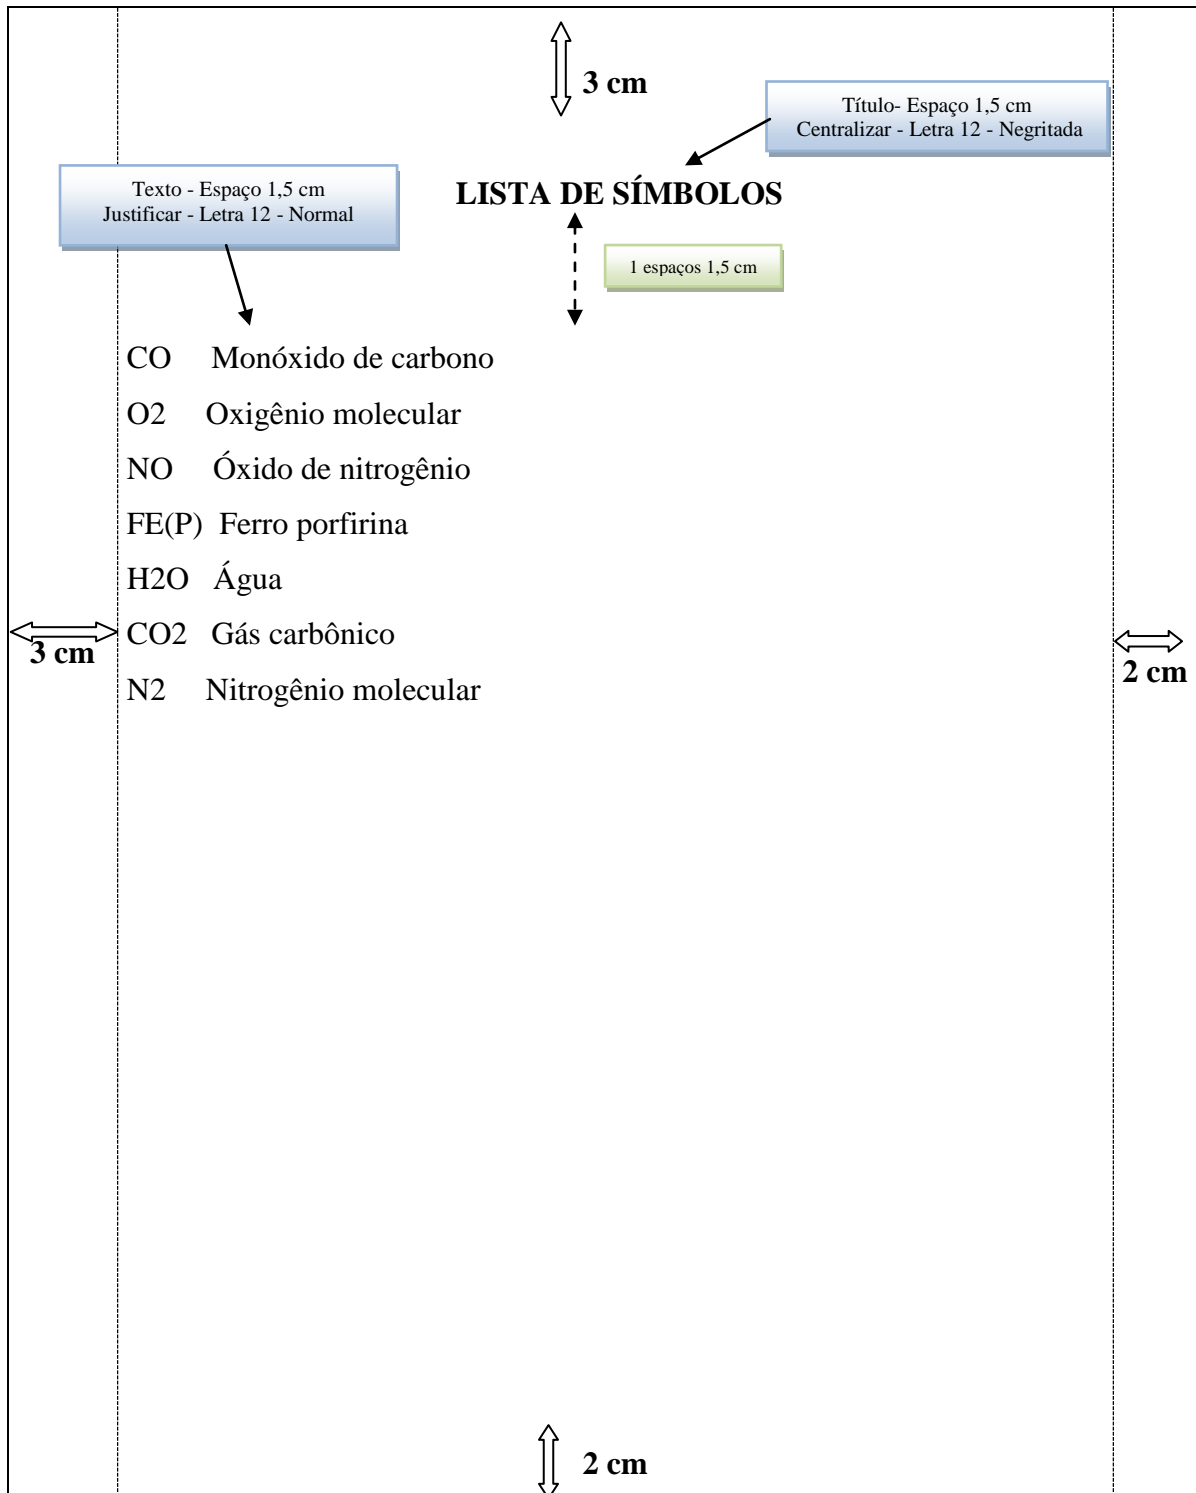 3 cm
Título- Espaço 1,5 cm
Centralizar - Letra 12 - Negritada
Texto - Espaço 1,5 cm
Justificar - Letra 12 - Normal
LISTA DE SÍMBOLOS
1 espaços 1,5 cm
CO Monóxido de carbono
O2 Oxigênio molecular
NO Óxido de nitrogênio
FE(P) Ferro porfirina
H2O Água
CO2 Gás carbônico
3 cm
2 cm
N2 Nitrogênio molecular
2 cm